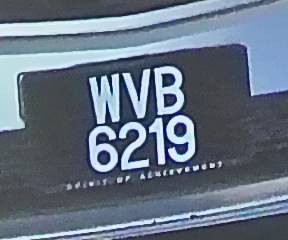 WVB
6219
SPIRIT OF ACHIEVEMENT